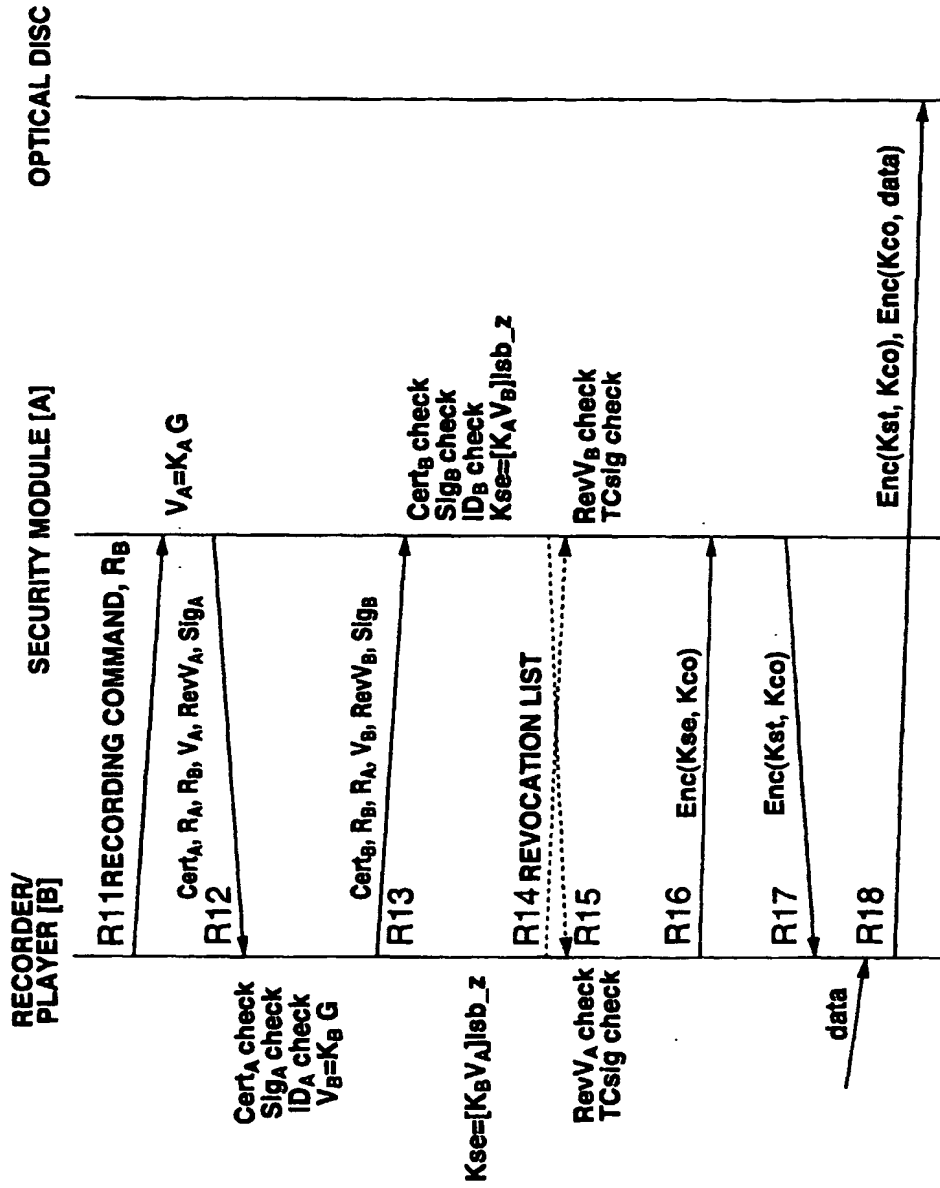 RECORDER/
PLAYER [B]
SECURITY MODULE [A]
OPTICAL DISC
R11 RECORDING COMMAND, R_B
V_A=K_A G
R12
Cert_A, R_A, R_B, V_A, RevV_A, Sig_A
Cert_A check
Sig_A check
ID_A check
V_B=K_B G
R13
Cert_B, R_B, R_A, V_B, RevV_B, Sig_B
Cert_B check
Sig_B check
ID_B check
Kse=[K_A V_B]lsb_z
Kse=[K_B V_A]lsb_z
R14 REVOCATION LIST
R15
RevV_A check
TCsig check
RevV_B check
TCsig check
R16
Enc(Kse, Kco)
R17
Enc(Kst, Kco)
data
R18
Enc(Kst, Kco), Enc(Kco, data)